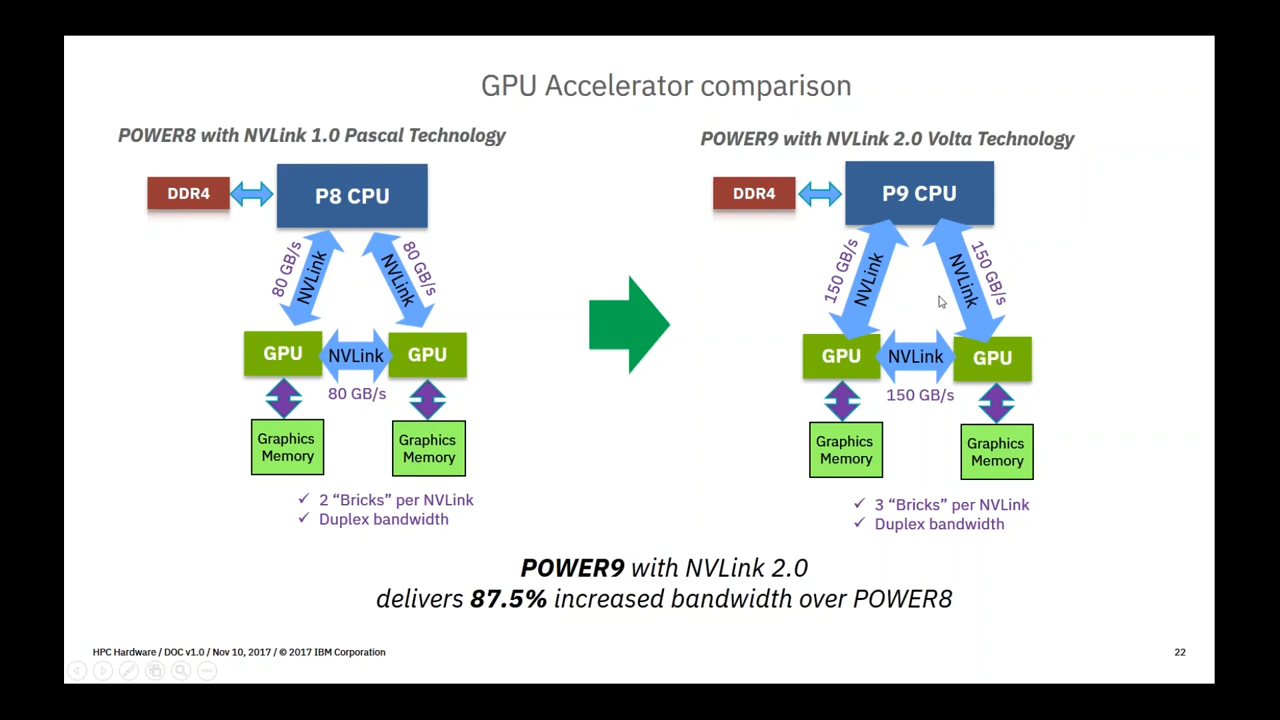 GPU Accelerator comparison
POWER8 with NVLink 1.0 Pascal Technology
DDR4
P8 CPU
80 GB/s
NVLink
NVLink
80 GB/s
GPU
NVLink
GPU
80 GB/s
Graphics
Memory
Graphics
Memory
✓ 2 “Bricks” per NVLink
✓ Duplex bandwidth
POWER9 with NVLink 2.0 Volta Technology
DDR4
P9 CPU
150 GB/s
NVLink
NVLink
150 GB/s
GPU
NVLink
GPU
150 GB/s
Graphics
Memory
Graphics
Memory
✓ 3 “Bricks” per NVLink
✓ Duplex bandwidth
POWER9 with NVLink 2.0
delivers 87.5% increased bandwidth over POWER8
HPC Hardware / DOC v1.0 / Nov 10, 2017 / © 2017 IBM Corporation
22